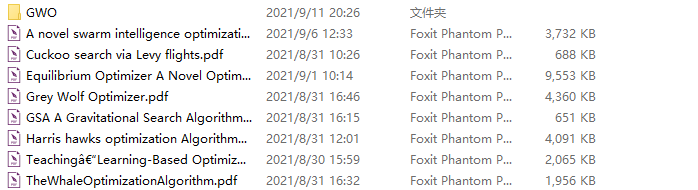 GWO 2021/9/11 20:26 文件夹
A novel swarm intelligence optimizati... 2021/9/6 12:33 Foxit Phantom P... 3,732 KB
Cuckoo search via Levy flights.pdf 2021/8/31 10:26 Foxit Phantom P... 688 KB
Equilibrium Optimizer A Novel Optim... 2021/9/1 10:14 Foxit Phantom P... 9,553 KB
Grey Wolf Optimizer.pdf 2021/8/31 16:46 Foxit Phantom P... 4,360 KB
GSA A Gravitational Search Algorithm... 2021/8/31 16:15 Foxit Phantom P... 651 KB
Harris hawks optimization Algorithm... 2021/8/31 12:01 Foxit Phantom P... 4,091 KB
Teachingâ€“Learning-Based Optimiz... 2021/8/30 15:59 Foxit Phantom P... 2,065 KB
TheWhaleOptimizationAlgorithm.pdf 2021/8/31 16:32 Foxit Phantom P... 1,956 KB